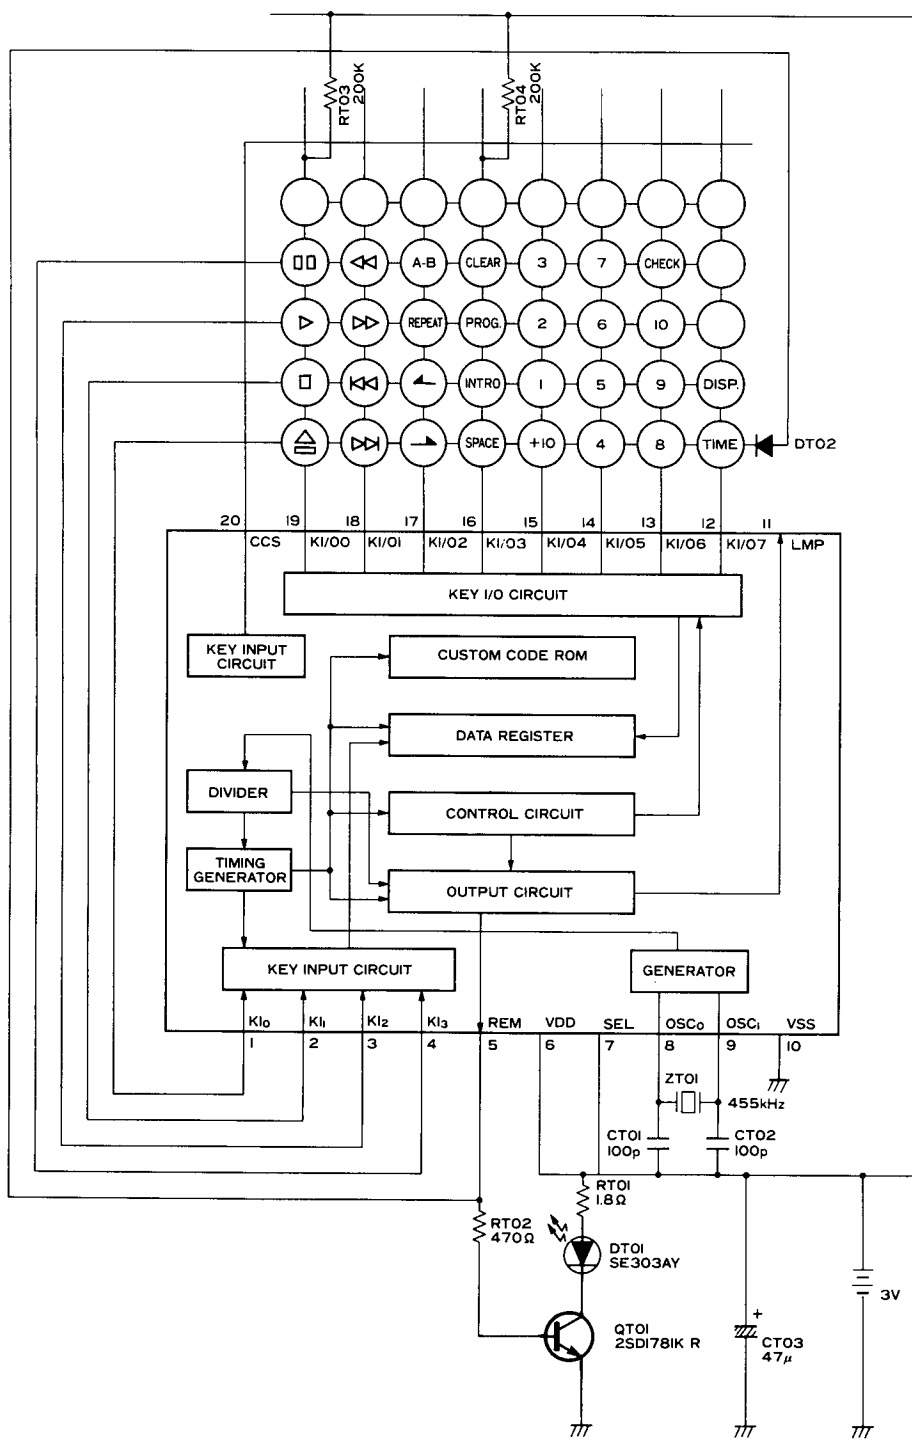 RT03
200K
RT04
200K
A-B CLEAR 3 7 CHECK
REPEAT PROG. 2 6 10
INTRO 1 5 9 DISP.
SPACE +10 4 8 TIME
DT02
20 19 18 17 16 15 14 13 12 11
CCS KI/00 KI/01 KI/02 KI/03 KI/04 KI/05 KI/06 KI/07 LMP
KEY I/O CIRCUIT
KEY INPUT
CIRCUIT
CUSTOM CODE ROM
DATA REGISTER
DIVIDER
CONTROL CIRCUIT
TIMING
GENERATOR
OUTPUT CIRCUIT
KEY INPUT CIRCUIT
GENERATOR
KI0 KI1 KI2 KI3 REM VDD SEL OSC0 OSCi VSS
1 2 3 4 5 6 7 8 9 10
ZT01
455kHz
CT01
100p
CT02
100p
RT01
1.8Ω
RT02
470Ω
DT01
SE303AY
3V
QT01
2SD1781K R
+
CT03
47μ